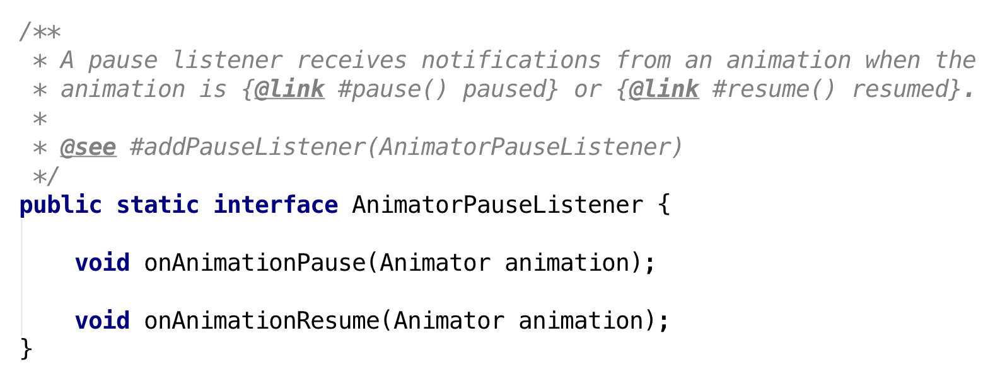 /**
 * A pause listener receives notifications from an animation when the
 * animation is {@link #pause() paused} or {@link #resume() resumed}.
 *
 * @see #addPauseListener(AnimatorPauseListener)
 */
public static interface AnimatorPauseListener {
    void onAnimationPause(Animator animation);
    void onAnimationResume(Animator animation);
}